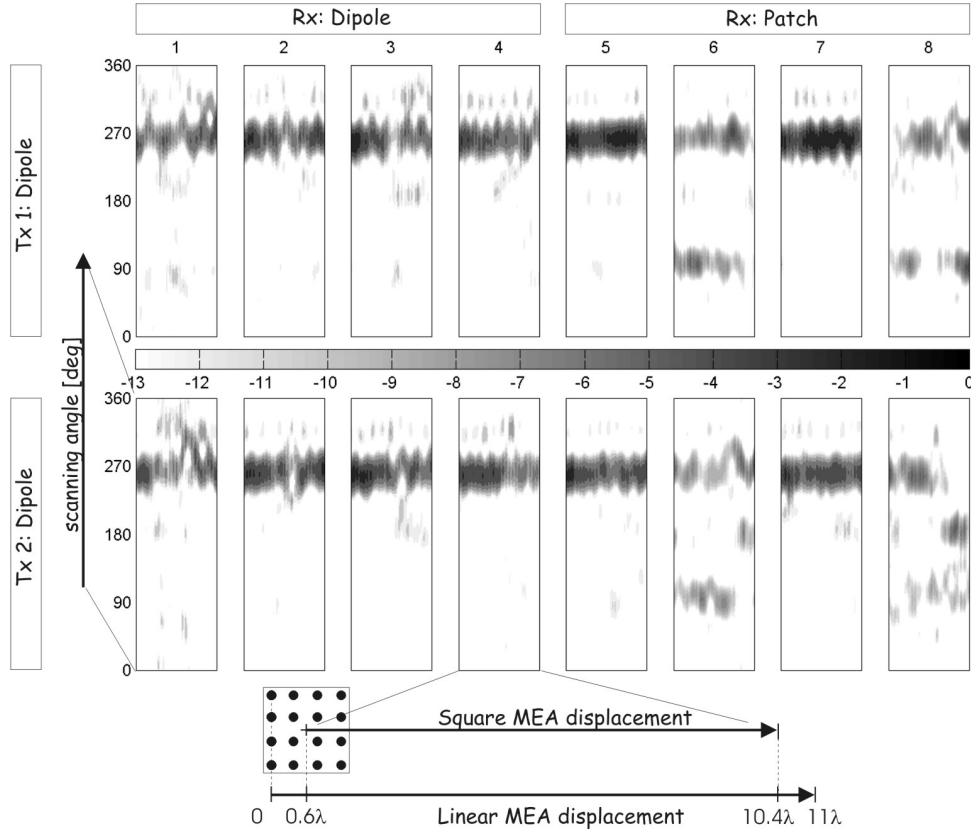 Rx: Dipole Rx: Patch
1 2 3 4 5 6 7 8
Tx 1: Dipole
360
270
180
90
0
-13 -12 -11 -10 -9 -8 -7 -6 -5 -4 -3 -2 -1 0
scanning angle [deg]
Tx 2: Dipole
360
270
180
90
0
Square MEA displacement
0 0.6λ Linear MEA displacement 10.4λ 11λ